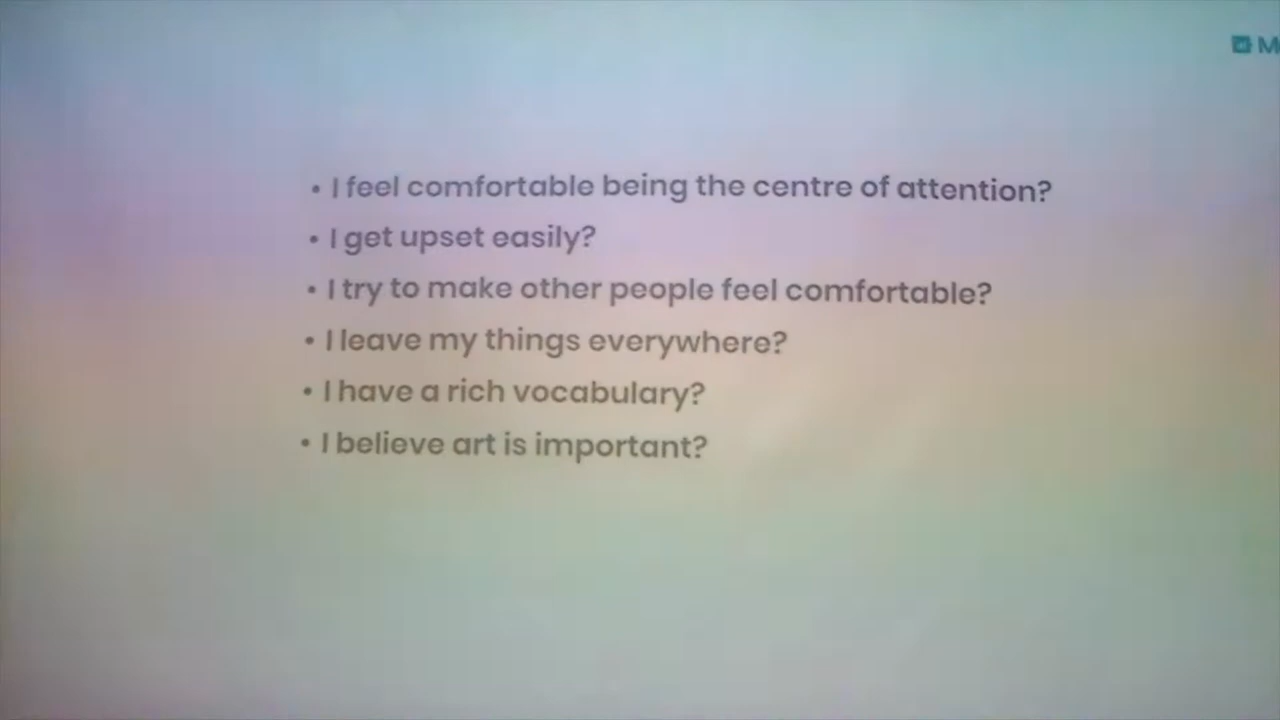 M
• I feel comfortable being the centre of attention?
• I get upset easily?
• I try to make other people feel comfortable?
• I leave my things everywhere?
• I have a rich vocabulary?
• I believe art is important?